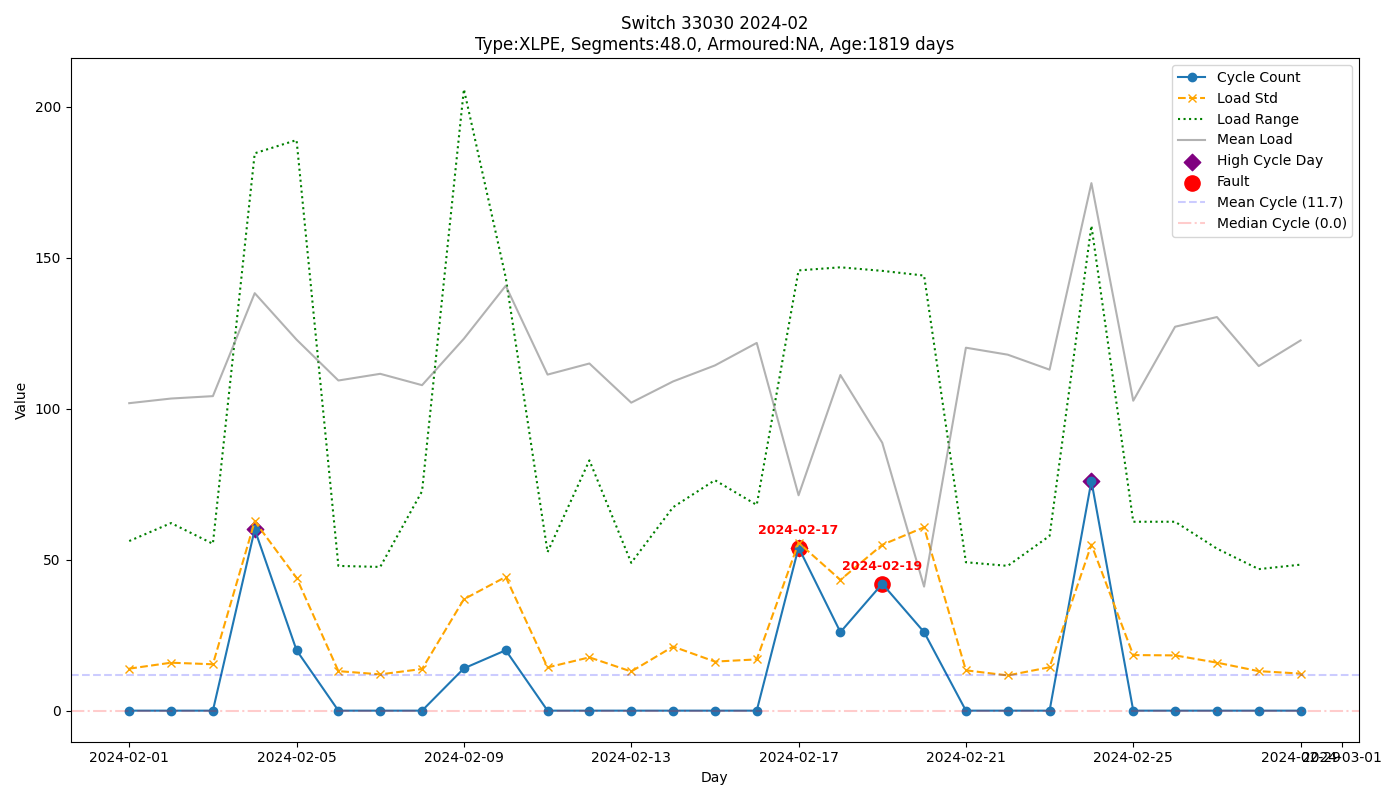 Switch 33030 2024-02
Type:XLPE, Segments:48.0, Armoured:NA, Age:1819 days
Cycle Count
Load Std
Load Range
Mean Load
High Cycle Day
Fault
Mean Cycle (11.7)
Median Cycle (0.0)
Value
200
150
100
50
0
2024-02-17
2024-02-19
2024-02-01
2024-02-05
2024-02-09
2024-02-13
2024-02-17
2024-02-21
2024-02-25
2024-02-29
2024-03-01
Day